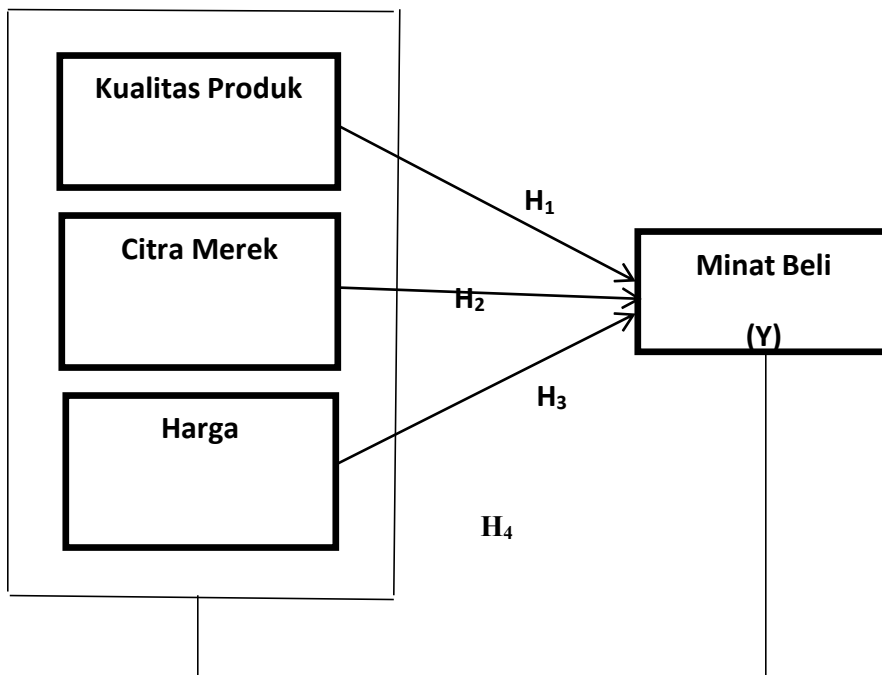 Kualitas Produk
H₁
Citra Merek
Minat Beli
H₂
(Y)
Harga
H₃
H₄